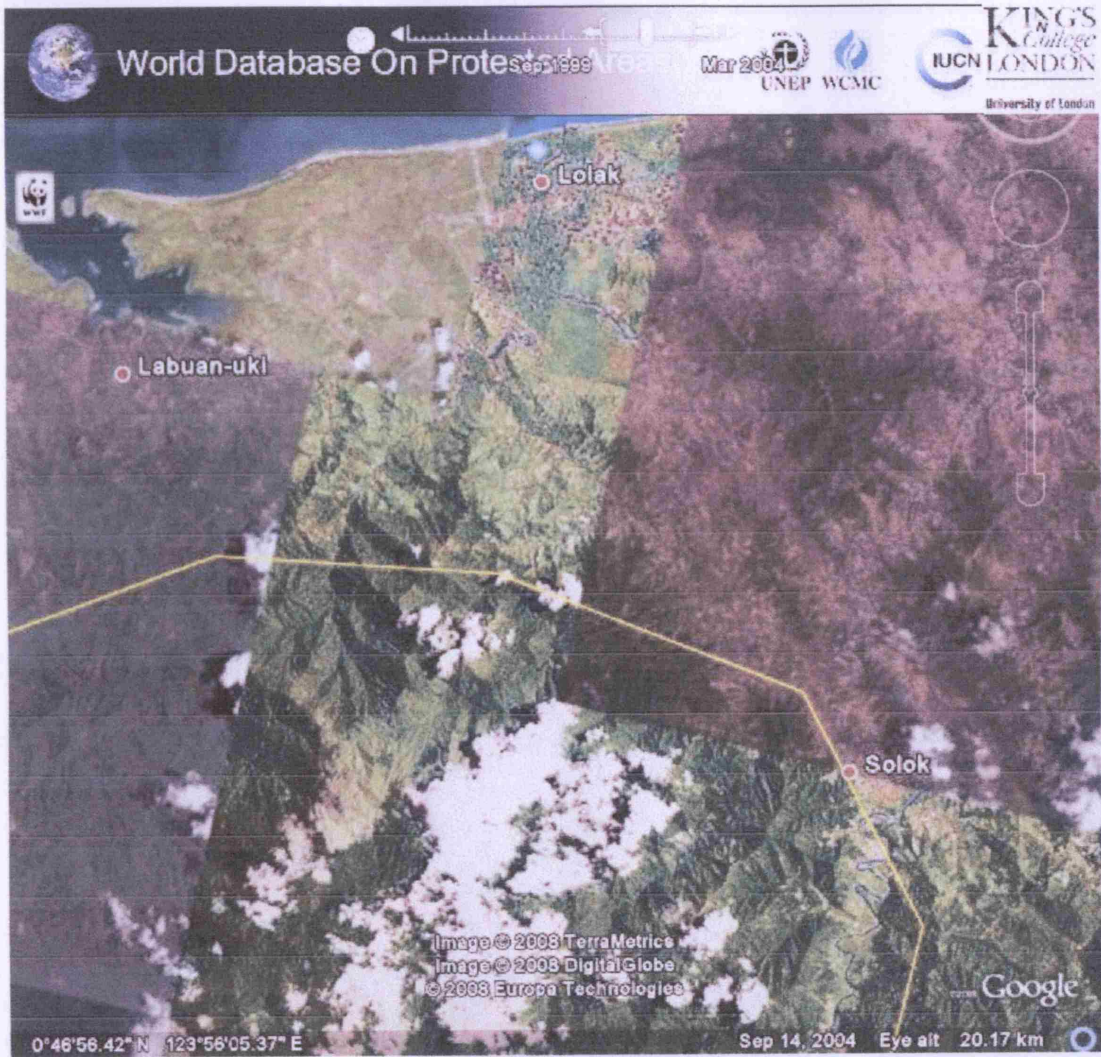 World Database On Protected Areas
Sep 1999
Mar 2004
UNEP WCMC
IUCN
KING'S
College
LONDON
University of London
WWF
Lolak
Labuan-uki
Solok
Image © 2008 TerraMetrics
Image © 2008 DigitalGlobe
© 2008 Europa Technologies
Google
0°46'56.42" N 123°56'05.37" E
Sep 14, 2004 Eye alt 20.17 km